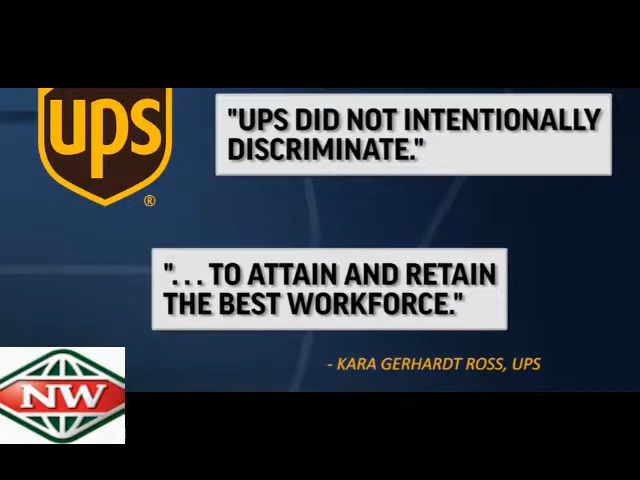 ups
®
"UPS DID NOT INTENTIONALLY
DISCRIMINATE."
". . . TO ATTAIN AND RETAIN
THE BEST WORKFORCE."
- KARA GERHARDT ROSS, UPS
NW